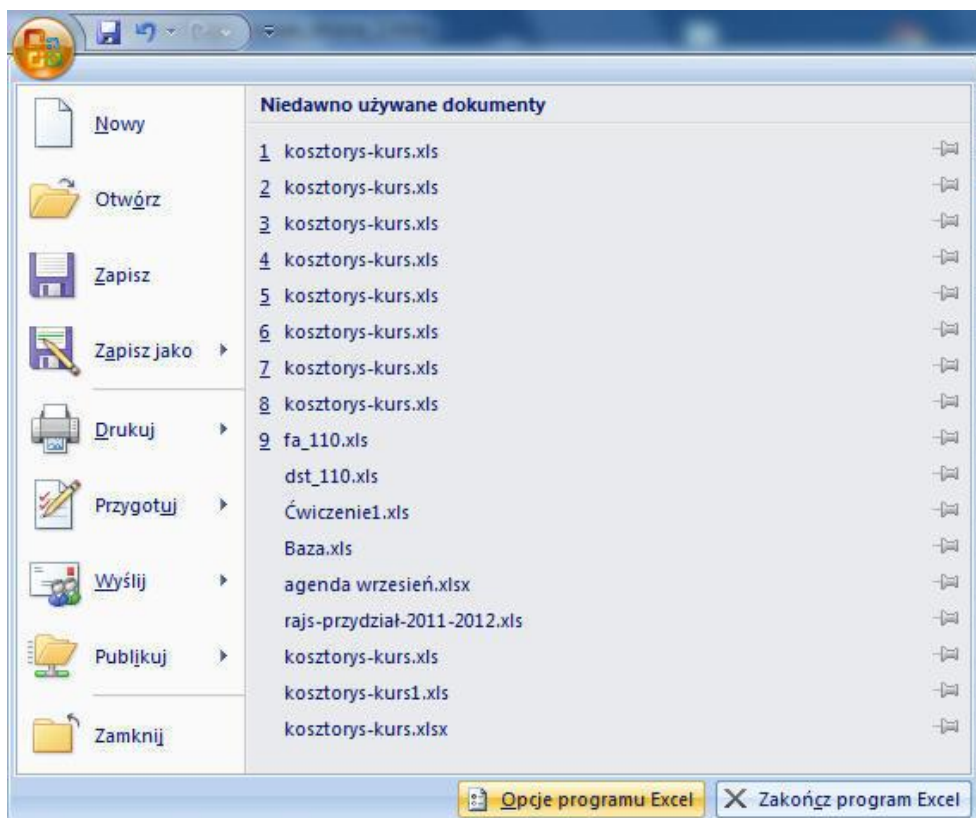 Nowy
Otwórz
Zapisz
Zapisz jako
Drukuj
Przygotuj
Wyślij
Publikuj
Zamknij
Niedawno używane dokumenty
1 kosztorys-kurs.xls
2 kosztorys-kurs.xls
3 kosztorys-kurs.xls
4 kosztorys-kurs.xls
5 kosztorys-kurs.xls
6 kosztorys-kurs.xls
7 kosztorys-kurs.xls
8 kosztorys-kurs.xls
9 fa_110.xls
dst_110.xls
Ćwiczenie1.xls
Baza.xls
agenda wrzesień.xlsx
rajs-przydział-2011-2012.xls
kosztorys-kurs.xls
kosztorys-kurs1.xls
kosztorys-kurs.xlsx
Opcje programu Excel
Zakończ program Excel